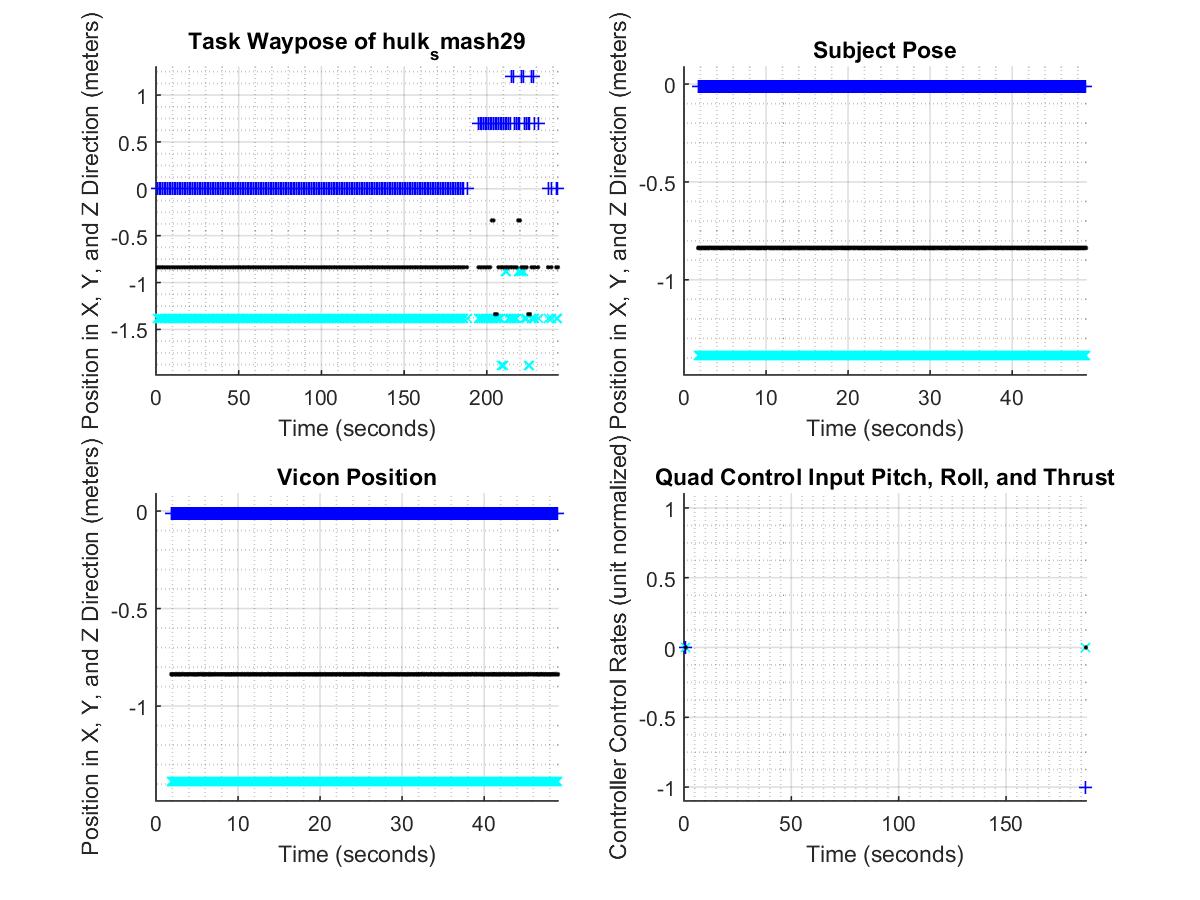 Task Waypose of hulk_smash29
Position in X, Y, and Z Direction (meters)
1
0.5
0
-0.5
-1
-1.5
0 50 100 150 200
Time (seconds)
Subject Pose
Position in X, Y, and Z Direction (meters)
0
-0.5
-1
0 10 20 30 40
Time (seconds)
Vicon Position
Position in X, Y, and Z Direction (meters)
0
-0.5
-1
0 10 20 30 40
Time (seconds)
Quad Control Input Pitch, Roll, and Thrust
Controller Control Rates (unit normalized)
1
0.5
0
-0.5
-1
0 50 100 150
Time (seconds)